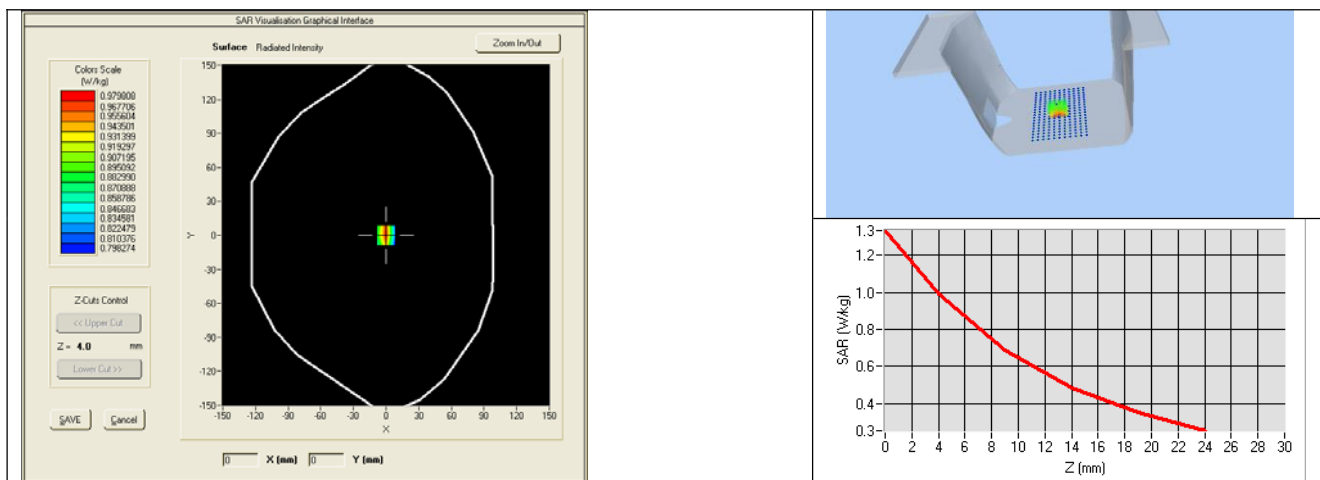 SAR Visualisation Graphical Interface
Surface Radiated Intensity
Zoom In/Out
Colors Scale
(W/kg)
0.979808
0.967706
0.955604
0.943501
0.931399
0.919297
0.907195
0.895092
0.882990
0.870888
0.858786
0.846683
0.834581
0.822479
0.810376
0.798274
Z-Cuts Control
<< Upper Cut
Z = 4.0 mm
Lower Cut >>
SAVE Cancel
150
120
90
60
30
0
-30
-60
-90
-120
-150
Y
-150 -120 -90 -60 -30 0 30 60 90 120 150
X
0 X (mm) 0 Y (mm)
1.3
1.2
1.0
0.8
0.6
0.4
0.3
SAR (W/kg)
0 2 4 6 8 10 12 14 16 18 20 22 24 26 30
Z (mm)